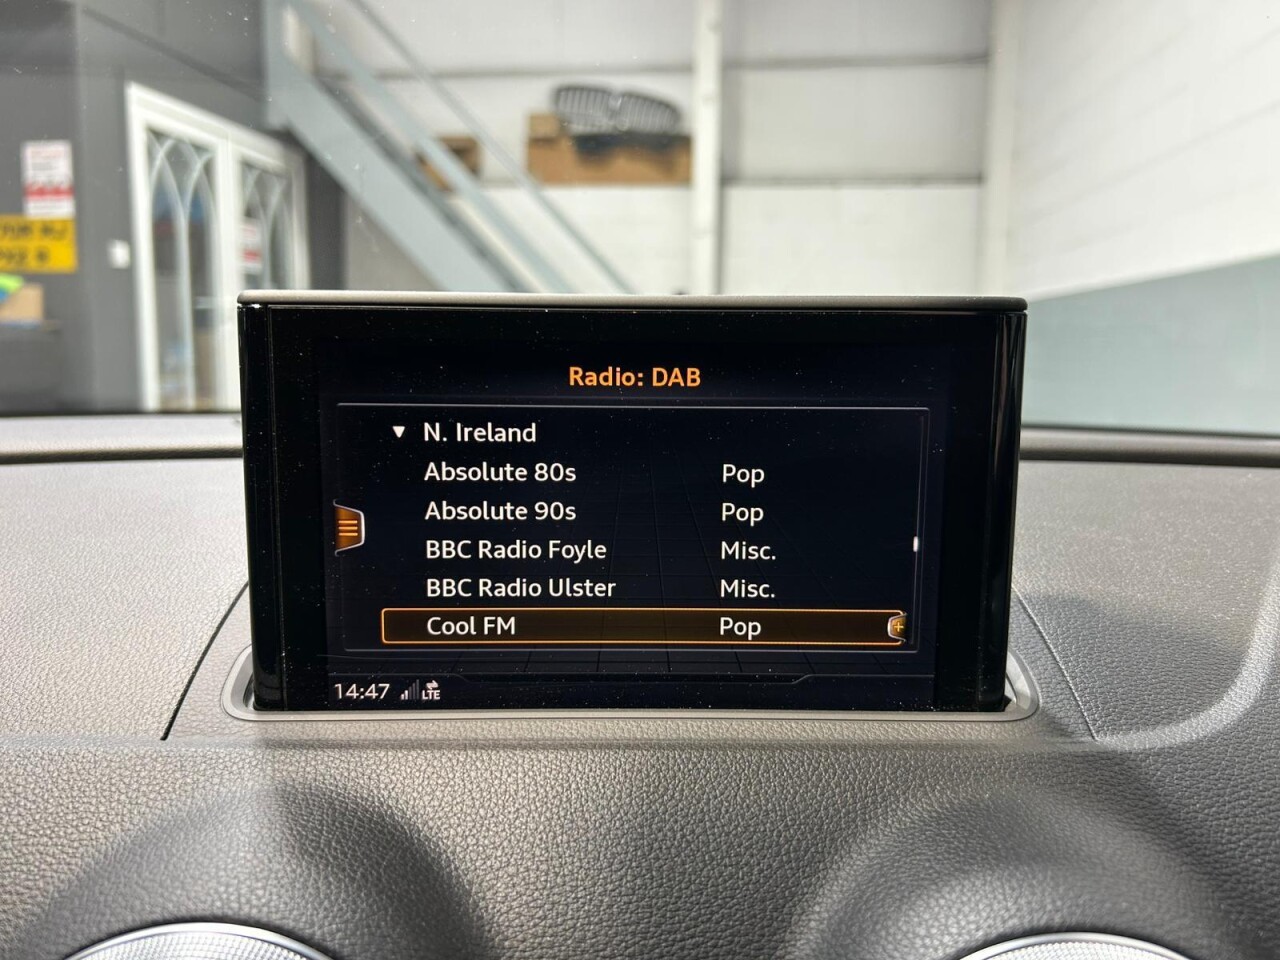 Radio: DAB
▼ N. Ireland
Absolute 80s Pop
Absolute 90s Pop
BBC Radio Foyle Misc.
BBC Radio Ulster Misc.
Cool FM Pop
14:47 LTE